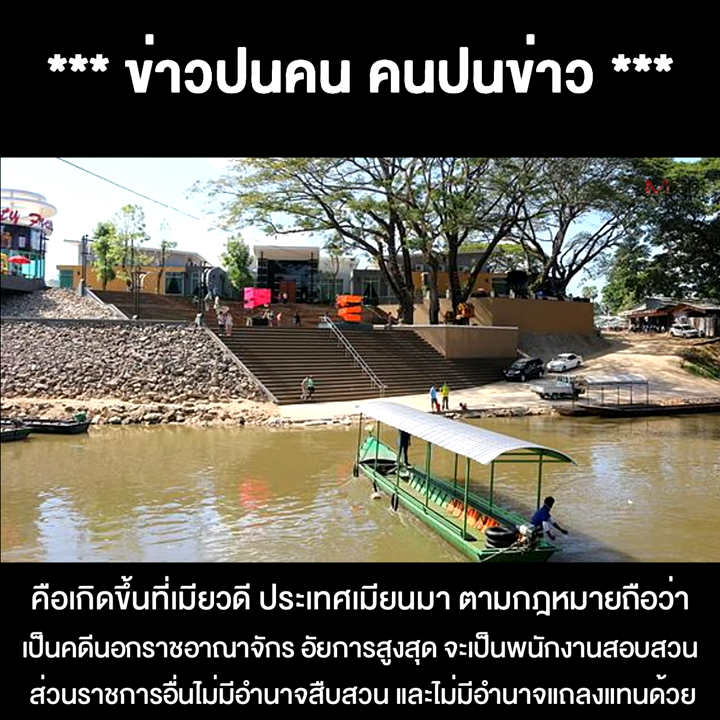 *** ข่าวปนคน คนปนข่าว ***
คือเกิดขึ้นที่เมียวดี ประเทศเมียนมา ตามกฎหมายถือว่า
เป็นคดีนอกราชอาณาจักร อัยการสูงสุด จะเป็นพนักงานสอบสวน
ส่วนราชการอื่นไม่มีอำนาจสืบสวน และไม่มีอำนาจแถลงแทนด้วย